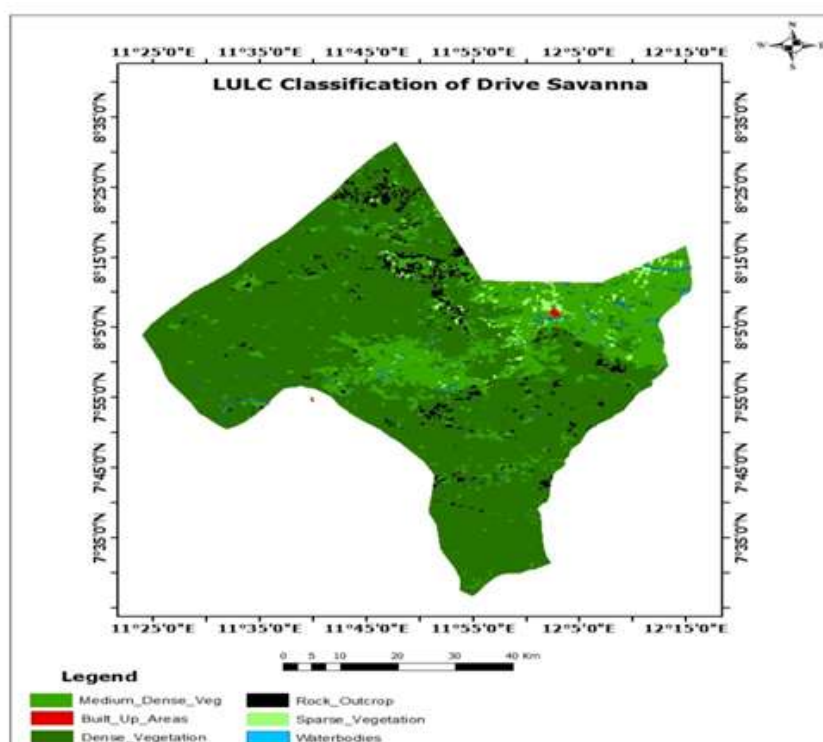 N
W E
S
11°25'0"E 11°35'0"E 11°45'0"E 11°55'0"E 12°5'0"E 12°15'0"E
LULC Classification of Drive Savanna
8°35'0"N 8°35'0"N
8°25'0"N 8°25'0"N
8°15'0"N 8°15'0"N
8°5'0"N 8°5'0"N
7°55'0"N 7°55'0"N
7°45'0"N 7°45'0"N
7°35'0"N 7°35'0"N
11°25'0"E 11°35'0"E 11°45'0"E 11°55'0"E 12°5'0"E 12°15'0"E
0 2.5 5 10 20 30 40 Km
Legend
Medium_Dense_Veg Rock_Outcrop
Built_Up_Areas Sparse_Vegetation
Dense_Vegetation Waterbodies